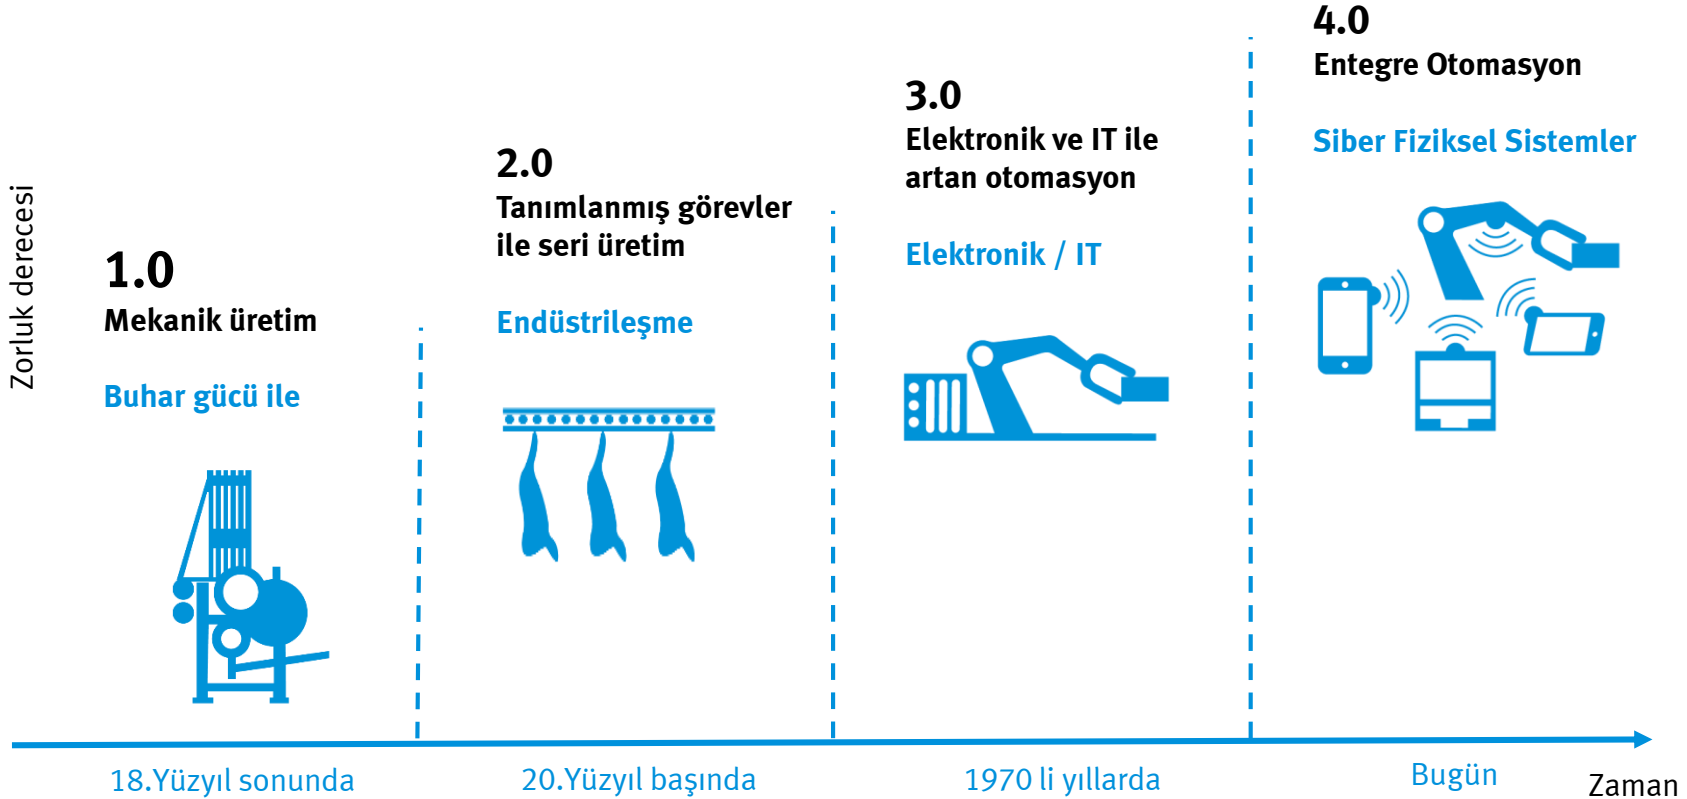 Zorluk derecesi
1.0
Mekanik üretim
Buhar gücü ile
2.0
Tanımlanmış görevler
ile seri üretim
Endüstrileşme
3.0
Elektronik ve IT ile
artan otomasyon
Elektronik / IT
4.0
Entegre Otomasyon
Siber Fiziksel Sistemler
18.Yüzyıl sonunda
20.Yüzyıl başında
1970 li yıllarda
Bugün
Zaman